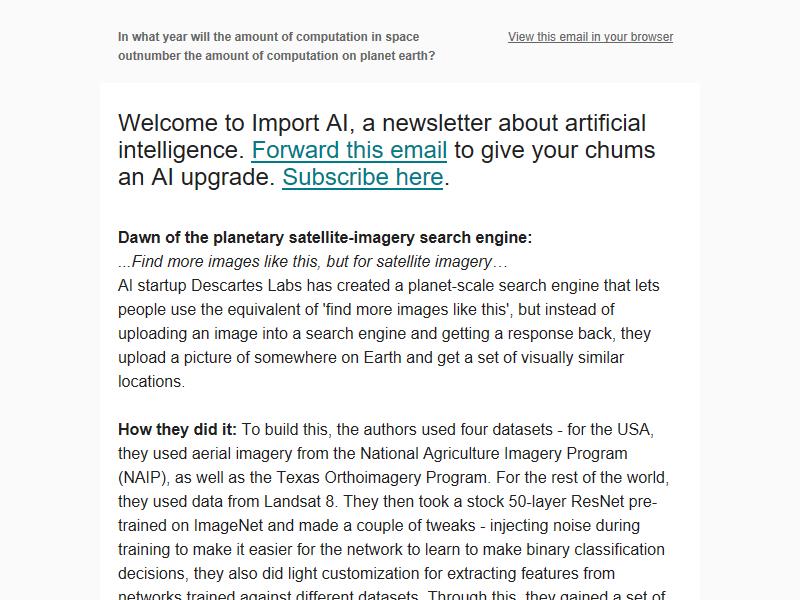 In what year will the amount of computation in space
outnumber the amount of computation on planet earth?
View this email in your browser
Welcome to Import AI, a newsletter about artificial
intelligence. Forward this email to give your chums
an AI upgrade. Subscribe here.
Dawn of the planetary satellite-imagery search engine:
...Find more images like this, but for satellite imagery…
AI startup Descartes Labs has created a planet-scale search engine that lets
people use the equivalent of 'find more images like this', but instead of
uploading an image into a search engine and getting a response back, they
upload a picture of somewhere on Earth and get a set of visually similar
locations.
How they did it: To build this, the authors used four datasets - for the USA,
they used aerial imagery from the National Agriculture Imagery Program
(NAIP), as well as the Texas Orthoimagery Program. For the rest of the world,
they used data from Landsat 8. They then took a stock 50-layer ResNet pre-
trained on ImageNet and made a couple of tweaks - injecting noise during
training to make it easier for the network to learn to make binary classification
decisions, they also did light customization for extracting features from
networks trained against different datasets. Through this, they gained a set of